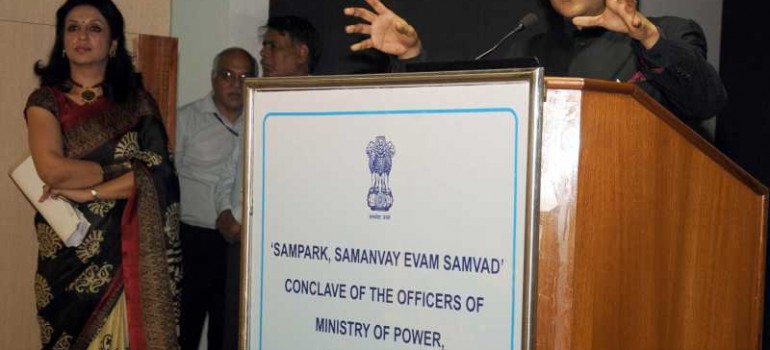 'SAMPARK, SAMANVAY EVAM SAMVAD'
CONCLAVE OF THE OFFICERS OF
MINISTRY OF POWER,